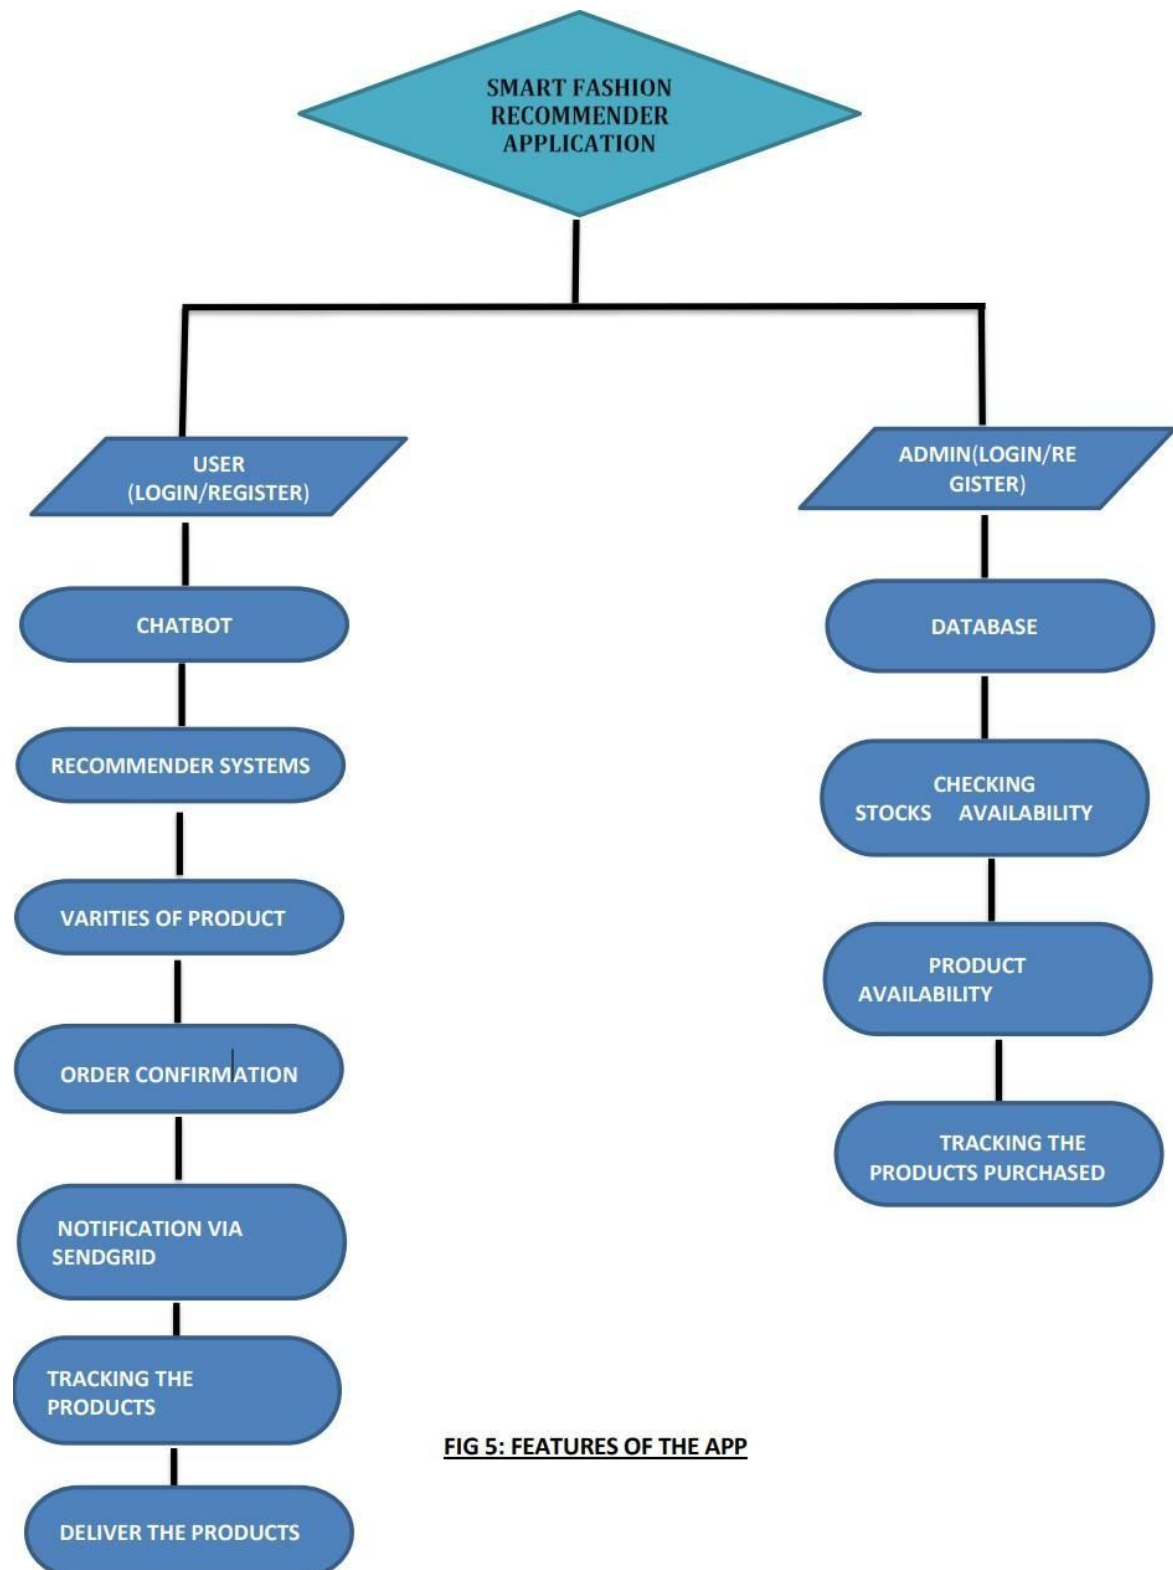 SMART FASHION
RECOMMENDER
APPLICATION
USER
(LOGIN/REGISTER)
CHATBOT
RECOMMENDER SYSTEMS
VARITIES OF PRODUCT
ORDER CONFIRMATION
NOTIFICATION VIA
SENDGRID
TRACKING THE
PRODUCTS
DELIVER THE PRODUCTS
ADMIN(LOGIN/RE
GISTER)
DATABASE
CHECKING
STOCKS AVAILABILITY
PRODUCT
AVAILABILITY
TRACKING THE
PRODUCTS PURCHASED
FIG 5: FEATURES OF THE APP